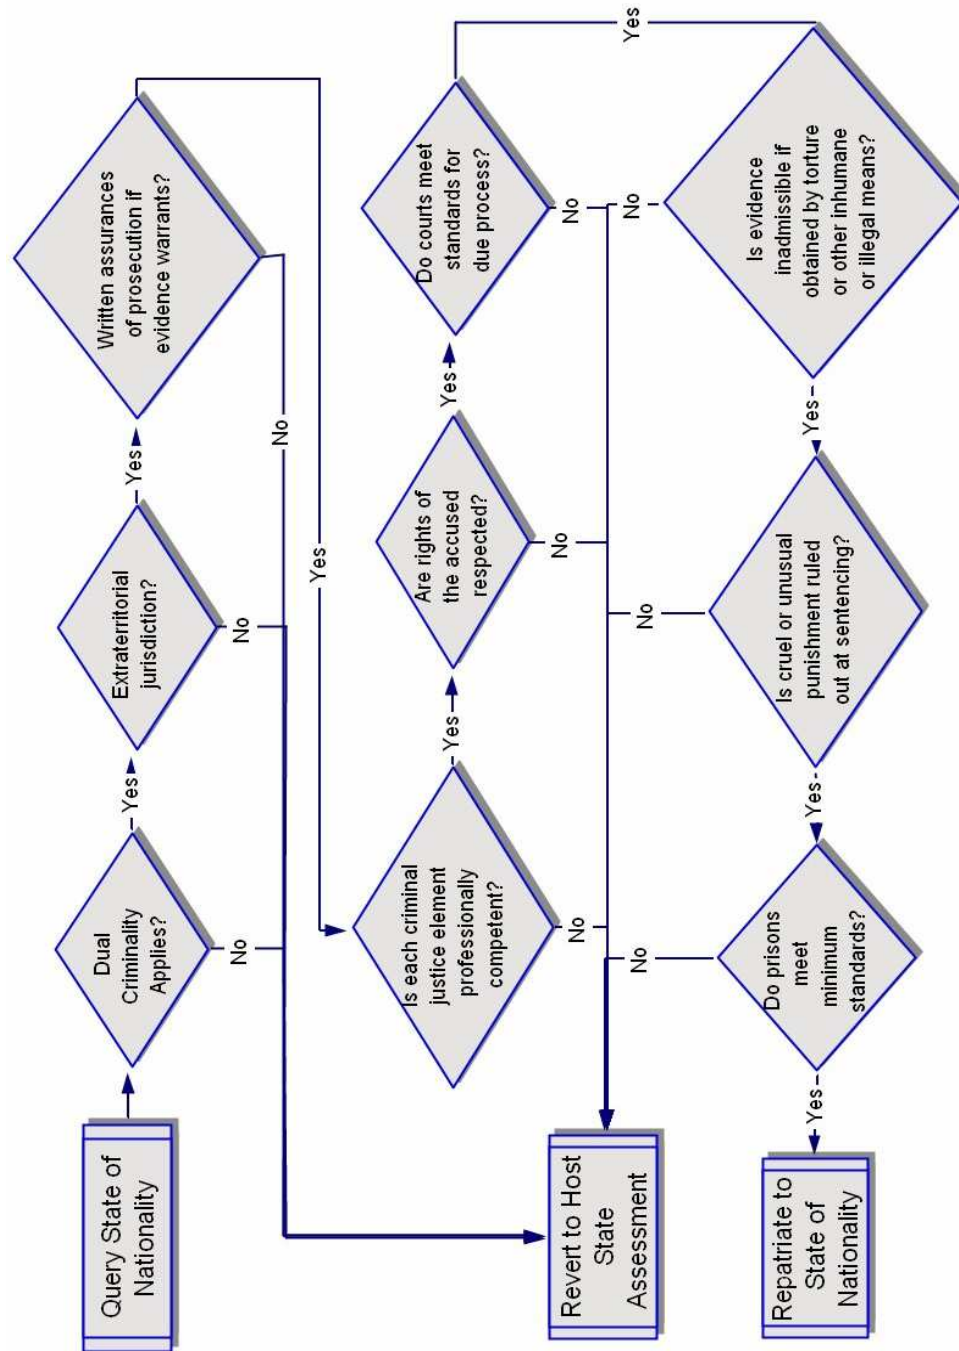 Query State of
Nationality
Dual
Criminality
Applies?
Yes
No
Extraterritorial
jurisdiction?
Yes
No
Written assurances
of prosecution if
evidence warrants?
No
Yes
Is each criminal
justice element
professionally
competent?
Yes
No
Are rights of
the accused
respected?
Yes
No
Do courts meet
standards for
due process?
No
Yes
Is evidence
inadmissible if
obtained by torture
or other inhumane
or illegal means?
No
Yes
Is cruel or unusual
punishment ruled
out at sentencing?
No
Yes
Do prisons
meet
minimum
standards?
No
Yes
Revert to Host
State
Assessment
Repatriate to
State of
Nationality